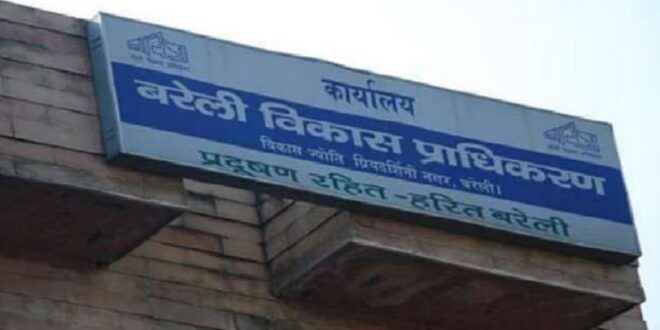 कार्यालय
बरेली विकास प्राधिकरण
विकास ज्योति प्रियदर्शिनी नगर, बरेली।
प्रदूषण रहित-हरित बरेली